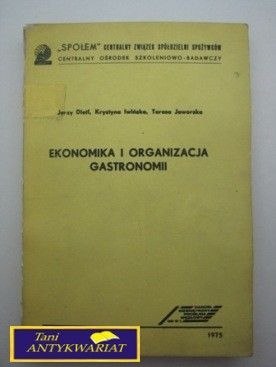 „SPOŁEM" CENTRALNY ZWIĄZEK SPÓŁDZIELNI SPOŻYWCÓW
CENTRALNY OŚRODEK SZKOLENIOWO-BADAWCZY
Jerzy Dietl, Krystyna Iwińska, Teresa Jaworska
EKONOMIKA I ORGANIZACJA
GASTRONOMII
1975
Tani
ANTYKWARIAT